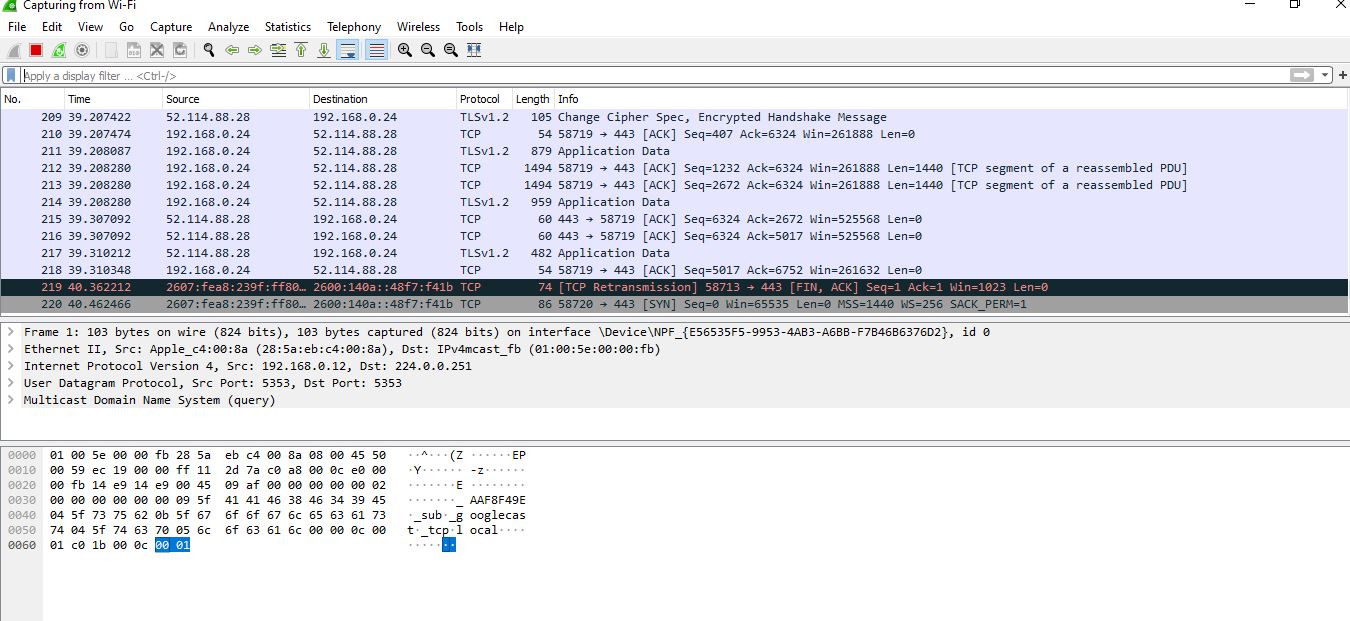 Capturing from Wi-Fi
File Edit View Go Capture Analyze Statistics Telephony Wireless Tools Help
Apply a display filter ... <Ctrl-/>
No. Time Source Destination Protocol Length Info
209 39.207422 52.114.88.28 192.168.0.24 TLSv1.2 105 Change Cipher Spec, Encrypted Handshake Message
210 39.207474 192.168.0.24 52.114.88.28 TCP 54 58719 → 443 [ACK] Seq=407 Ack=6324 Win=261888 Len=0
211 39.208087 192.168.0.24 52.114.88.28 TLSv1.2 879 Application Data
212 39.208280 192.168.0.24 52.114.88.28 TCP 1494 58719 → 443 [ACK] Seq=1232 Ack=6324 Win=261888 Len=1440 [TCP segment of a reassembled PDU]
213 39.208280 192.168.0.24 52.114.88.28 TCP 1494 58719 → 443 [ACK] Seq=2672 Ack=6324 Win=261888 Len=1440 [TCP segment of a reassembled PDU]
214 39.208280 192.168.0.24 52.114.88.28 TLSv1.2 959 Application Data
215 39.307092 52.114.88.28 192.168.0.24 TCP 60 443 → 58719 [ACK] Seq=6324 Ack=2672 Win=525568 Len=0
216 39.307092 52.114.88.28 192.168.0.24 TCP 60 443 → 58719 [ACK] Seq=6324 Ack=5017 Win=525568 Len=0
217 39.310212 52.114.88.28 192.168.0.24 TLSv1.2 482 Application Data
218 39.310348 192.168.0.24 52.114.88.28 TCP 54 58719 → 443 [ACK] Seq=5017 Ack=6752 Win=261632 Len=0
219 40.362212 2607:fea8:239f:ff80… 2600:140a::48f7:f41b TCP 74 [TCP Retransmission] 58713 → 443 [FIN, ACK] Seq=1 Ack=1 Win=1023 Len=0
220 40.462466 2607:fea8:239f:ff80… 2600:140a::48f7:f41b TCP 86 58720 → 443 [SYN] Seq=0 Win=65535 Len=0 MSS=1440 WS=256 SACK_PERM=1
Frame 1: 103 bytes on wire (824 bits), 103 bytes captured (824 bits) on interface \Device\NPF_{E56535F5-9953-4AB3-A6BB-F7B46B6376D2}, id 0
Ethernet II, Src: Apple_c4:00:8a (28:5a:eb:c4:00:8a), Dst: IPv4mcast_fb (01:00:5e:00:00:fb)
Internet Protocol Version 4, Src: 192.168.0.12, Dst: 224.0.0.251
User Datagram Protocol, Src Port: 5353, Dst Port: 5353
Multicast Domain Name System (query)
0000 01 00 5e 00 00 fb 28 5a eb c4 00 8a 08 00 45 50 ··^···(Z ······EP
0010 00 59 ec 19 00 00 ff 11 2d 7a c0 a8 00 0c e0 00 ·Y······ -z······
0020 00 fb 14 e9 14 e9 00 45 09 af 00 00 00 00 00 02 ·······E ········
0030 00 00 00 00 00 00 09 5f 41 41 46 38 46 34 39 45 ·······_ AAF8F49E
0040 04 5f 73 75 62 0b 5f 67 6f 6f 67 6c 65 63 61 73 ·_sub·_g ooglecas
0050 74 04 5f 74 63 70 05 6c 6f 63 61 6c 00 00 0c 00 t·_tcp·l ocal····
0060 01 c0 1b 00 0c 00 01 ·······